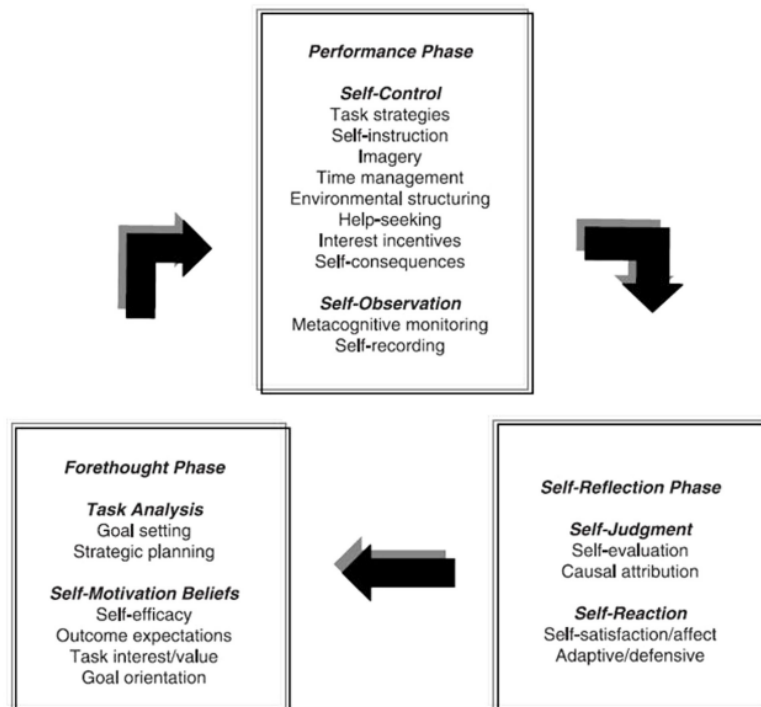 Performance Phase
Self-Control
Task strategies
Self-instruction
Imagery
Time management
Environmental structuring
Help-seeking
Interest incentives
Self-consequences
Self-Observation
Metacognitive monitoring
Self-recording
Forethought Phase
Task Analysis
Goal setting
Strategic planning
Self-Motivation Beliefs
Self-efficacy
Outcome expectations
Task interest/value
Goal orientation
Self-Reflection Phase
Self-Judgment
Self-evaluation
Causal attribution
Self-Reaction
Self-satisfaction/affect
Adaptive/defensive